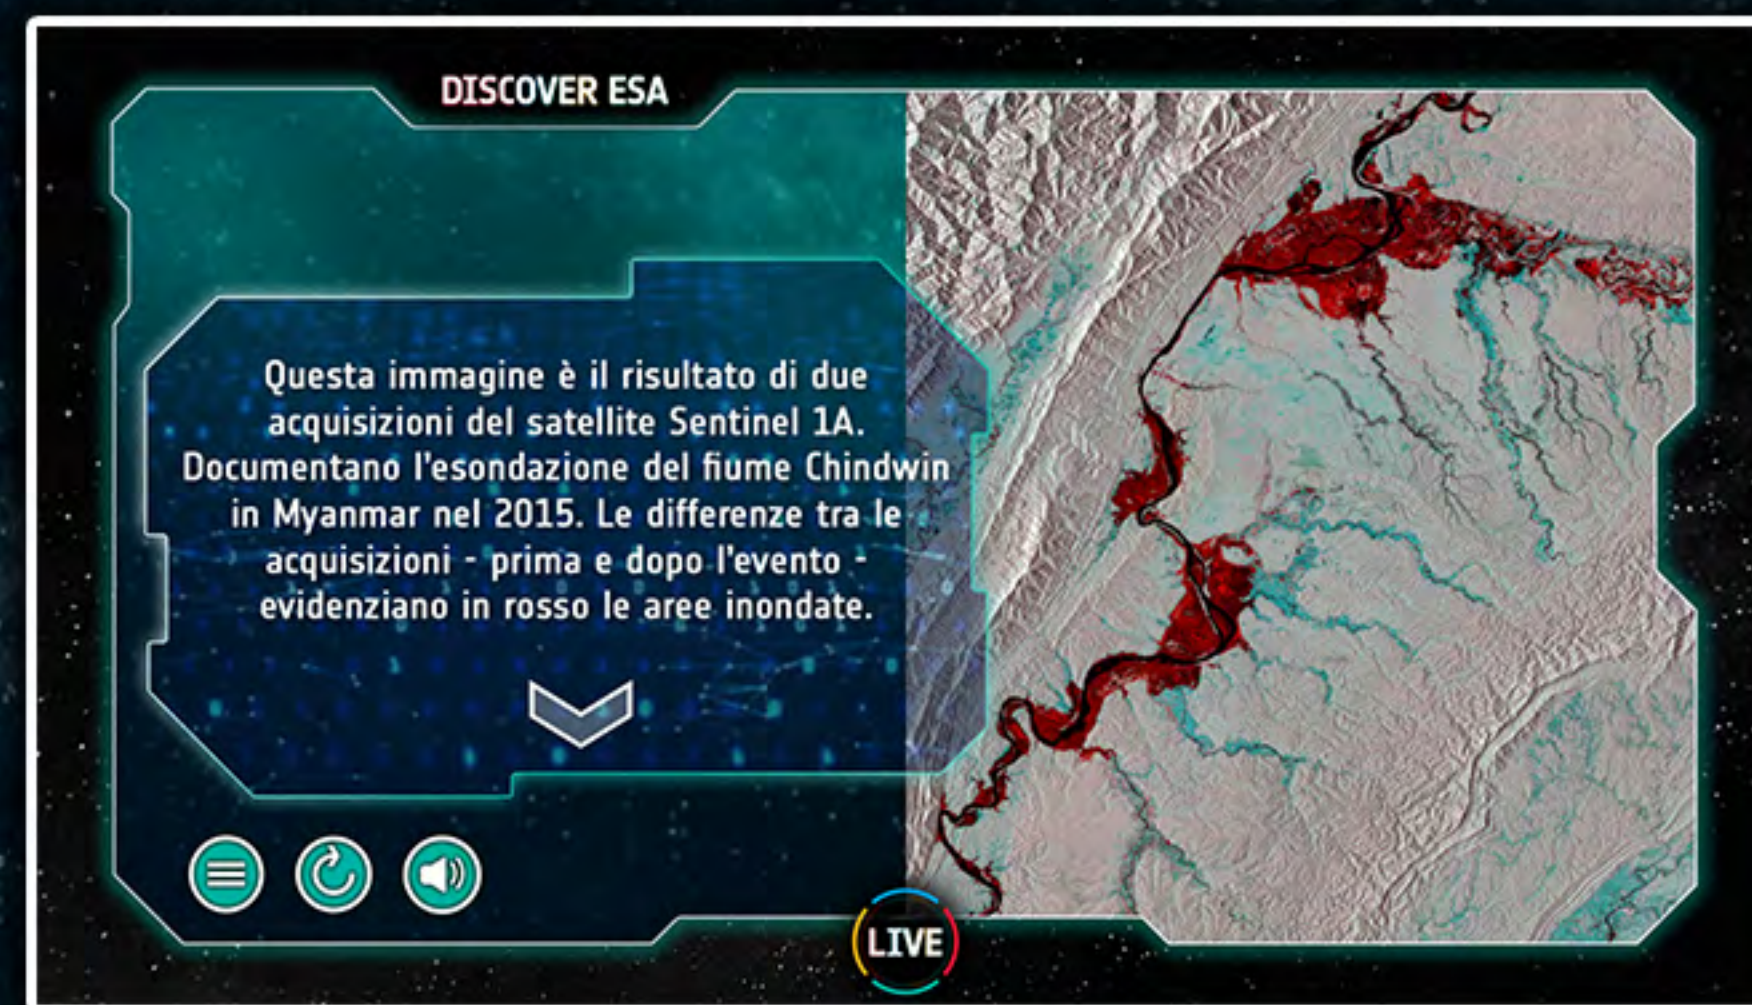 DISCOVER ESA
Questa immagine è il risultato di due
acquisizioni del satellite Sentinel 1A.
Documentano l'esondazione del fiume Chindwin
in Myanmar nel 2015. Le differenze tra le
acquisizioni - prima e dopo l'evento -
evidenziano in rosso le aree inondate.
LIVE